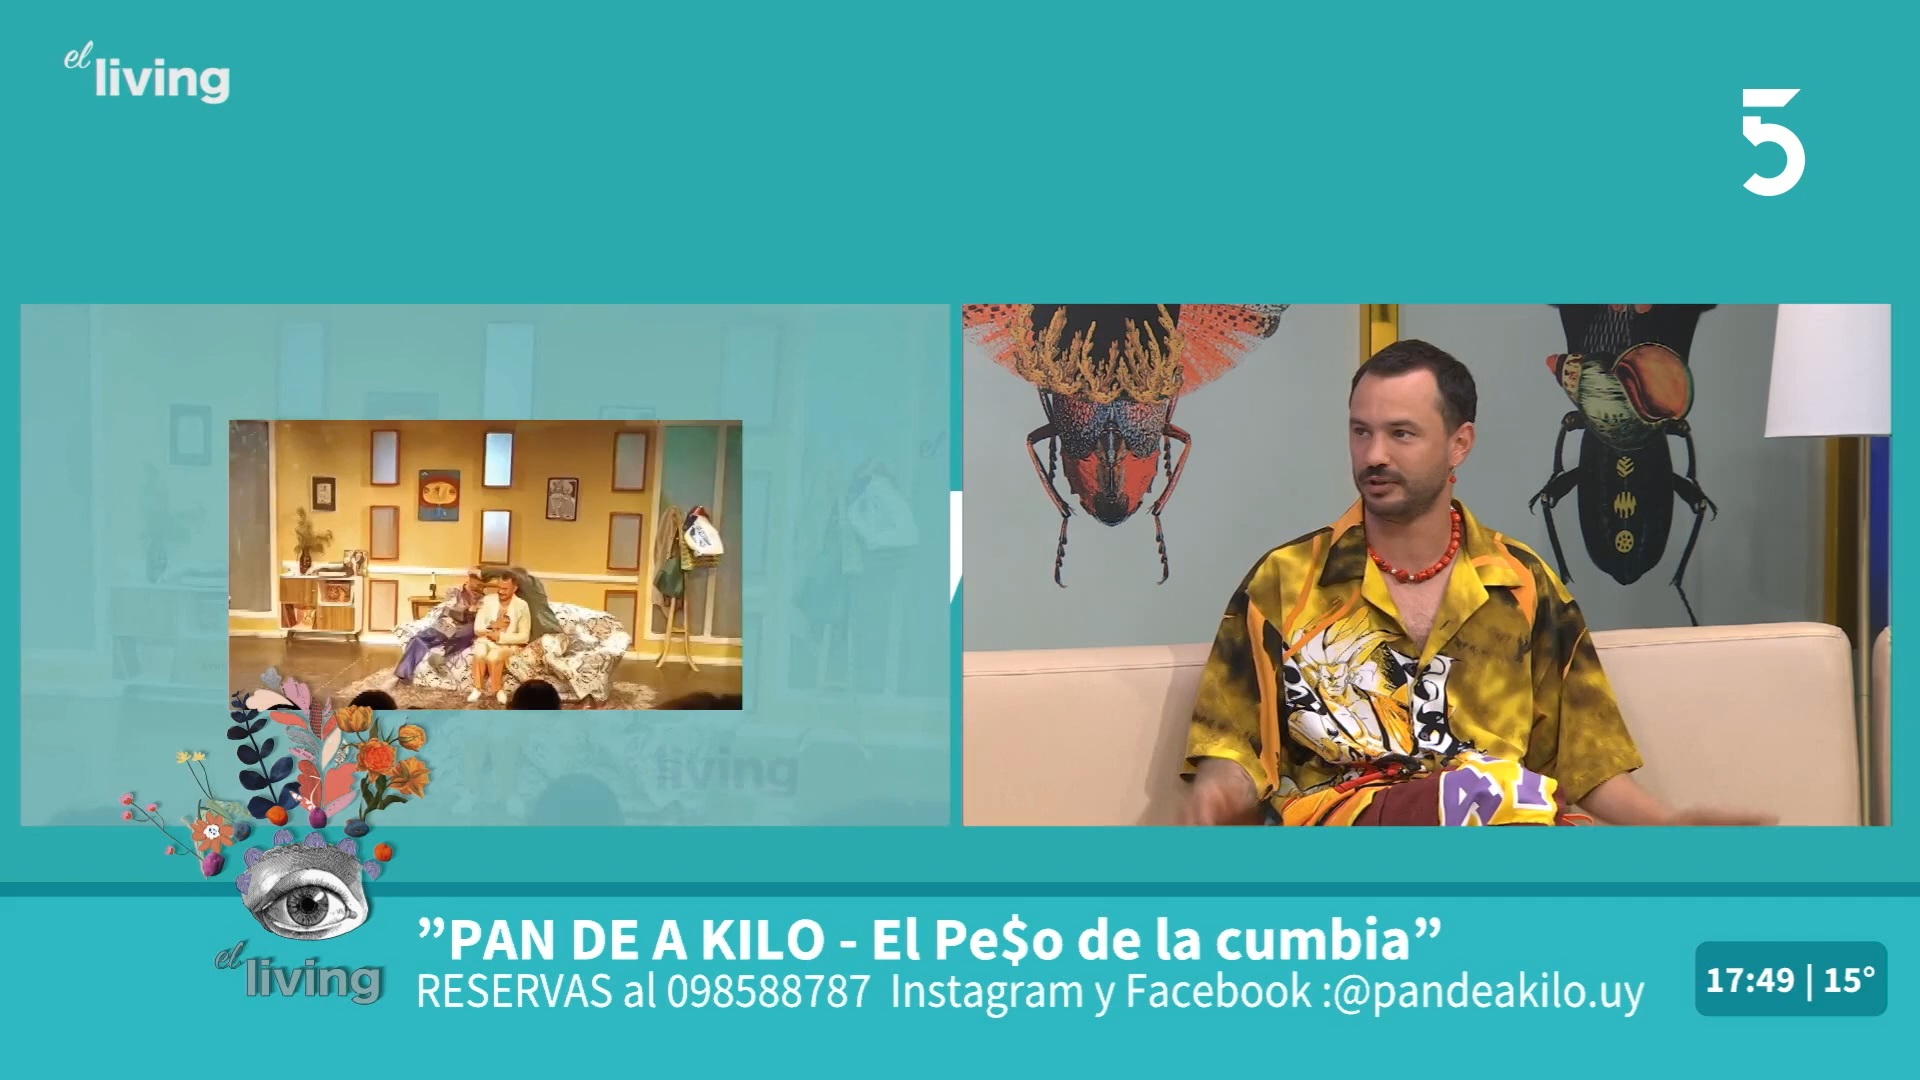 el living
5
living
el living
”PAN DE A KILO - El Pe$o de la cumbia”
RESERVAS al 098588787 Instagram y Facebook :@pandeakilo.uy
17:49 | 15°